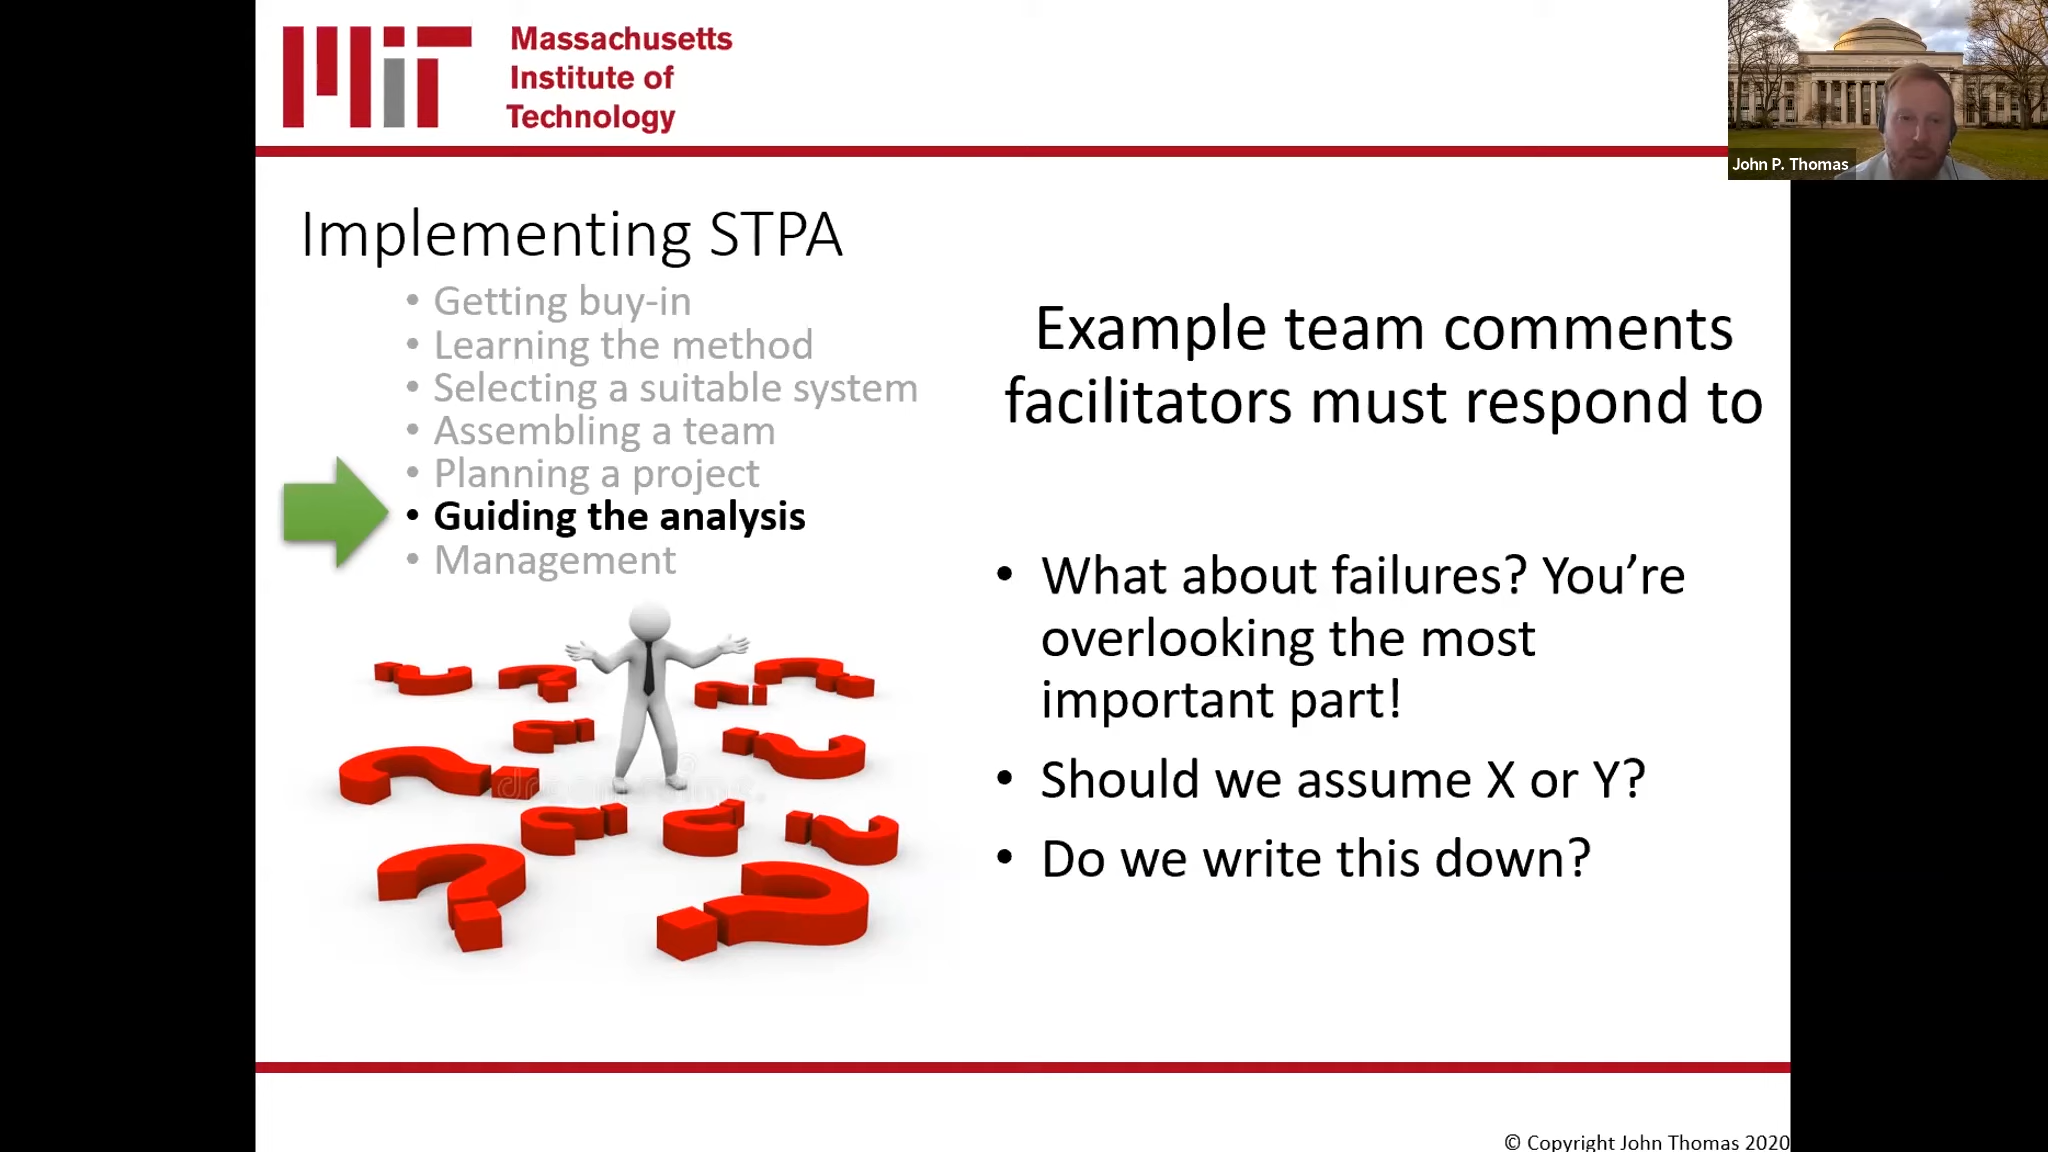 Massachusetts
Institute of
Technology
John P. Thomas
Implementing STPA
• Getting buy-in
• Learning the method
• Selecting a suitable system
• Assembling a team
• Planning a project
• Guiding the analysis
• Management
Example team comments
facilitators must respond to
• What about failures? You’re
overlooking the most
important part!
• Should we assume X or Y?
• Do we write this down?
© Copyright John Thomas 2020